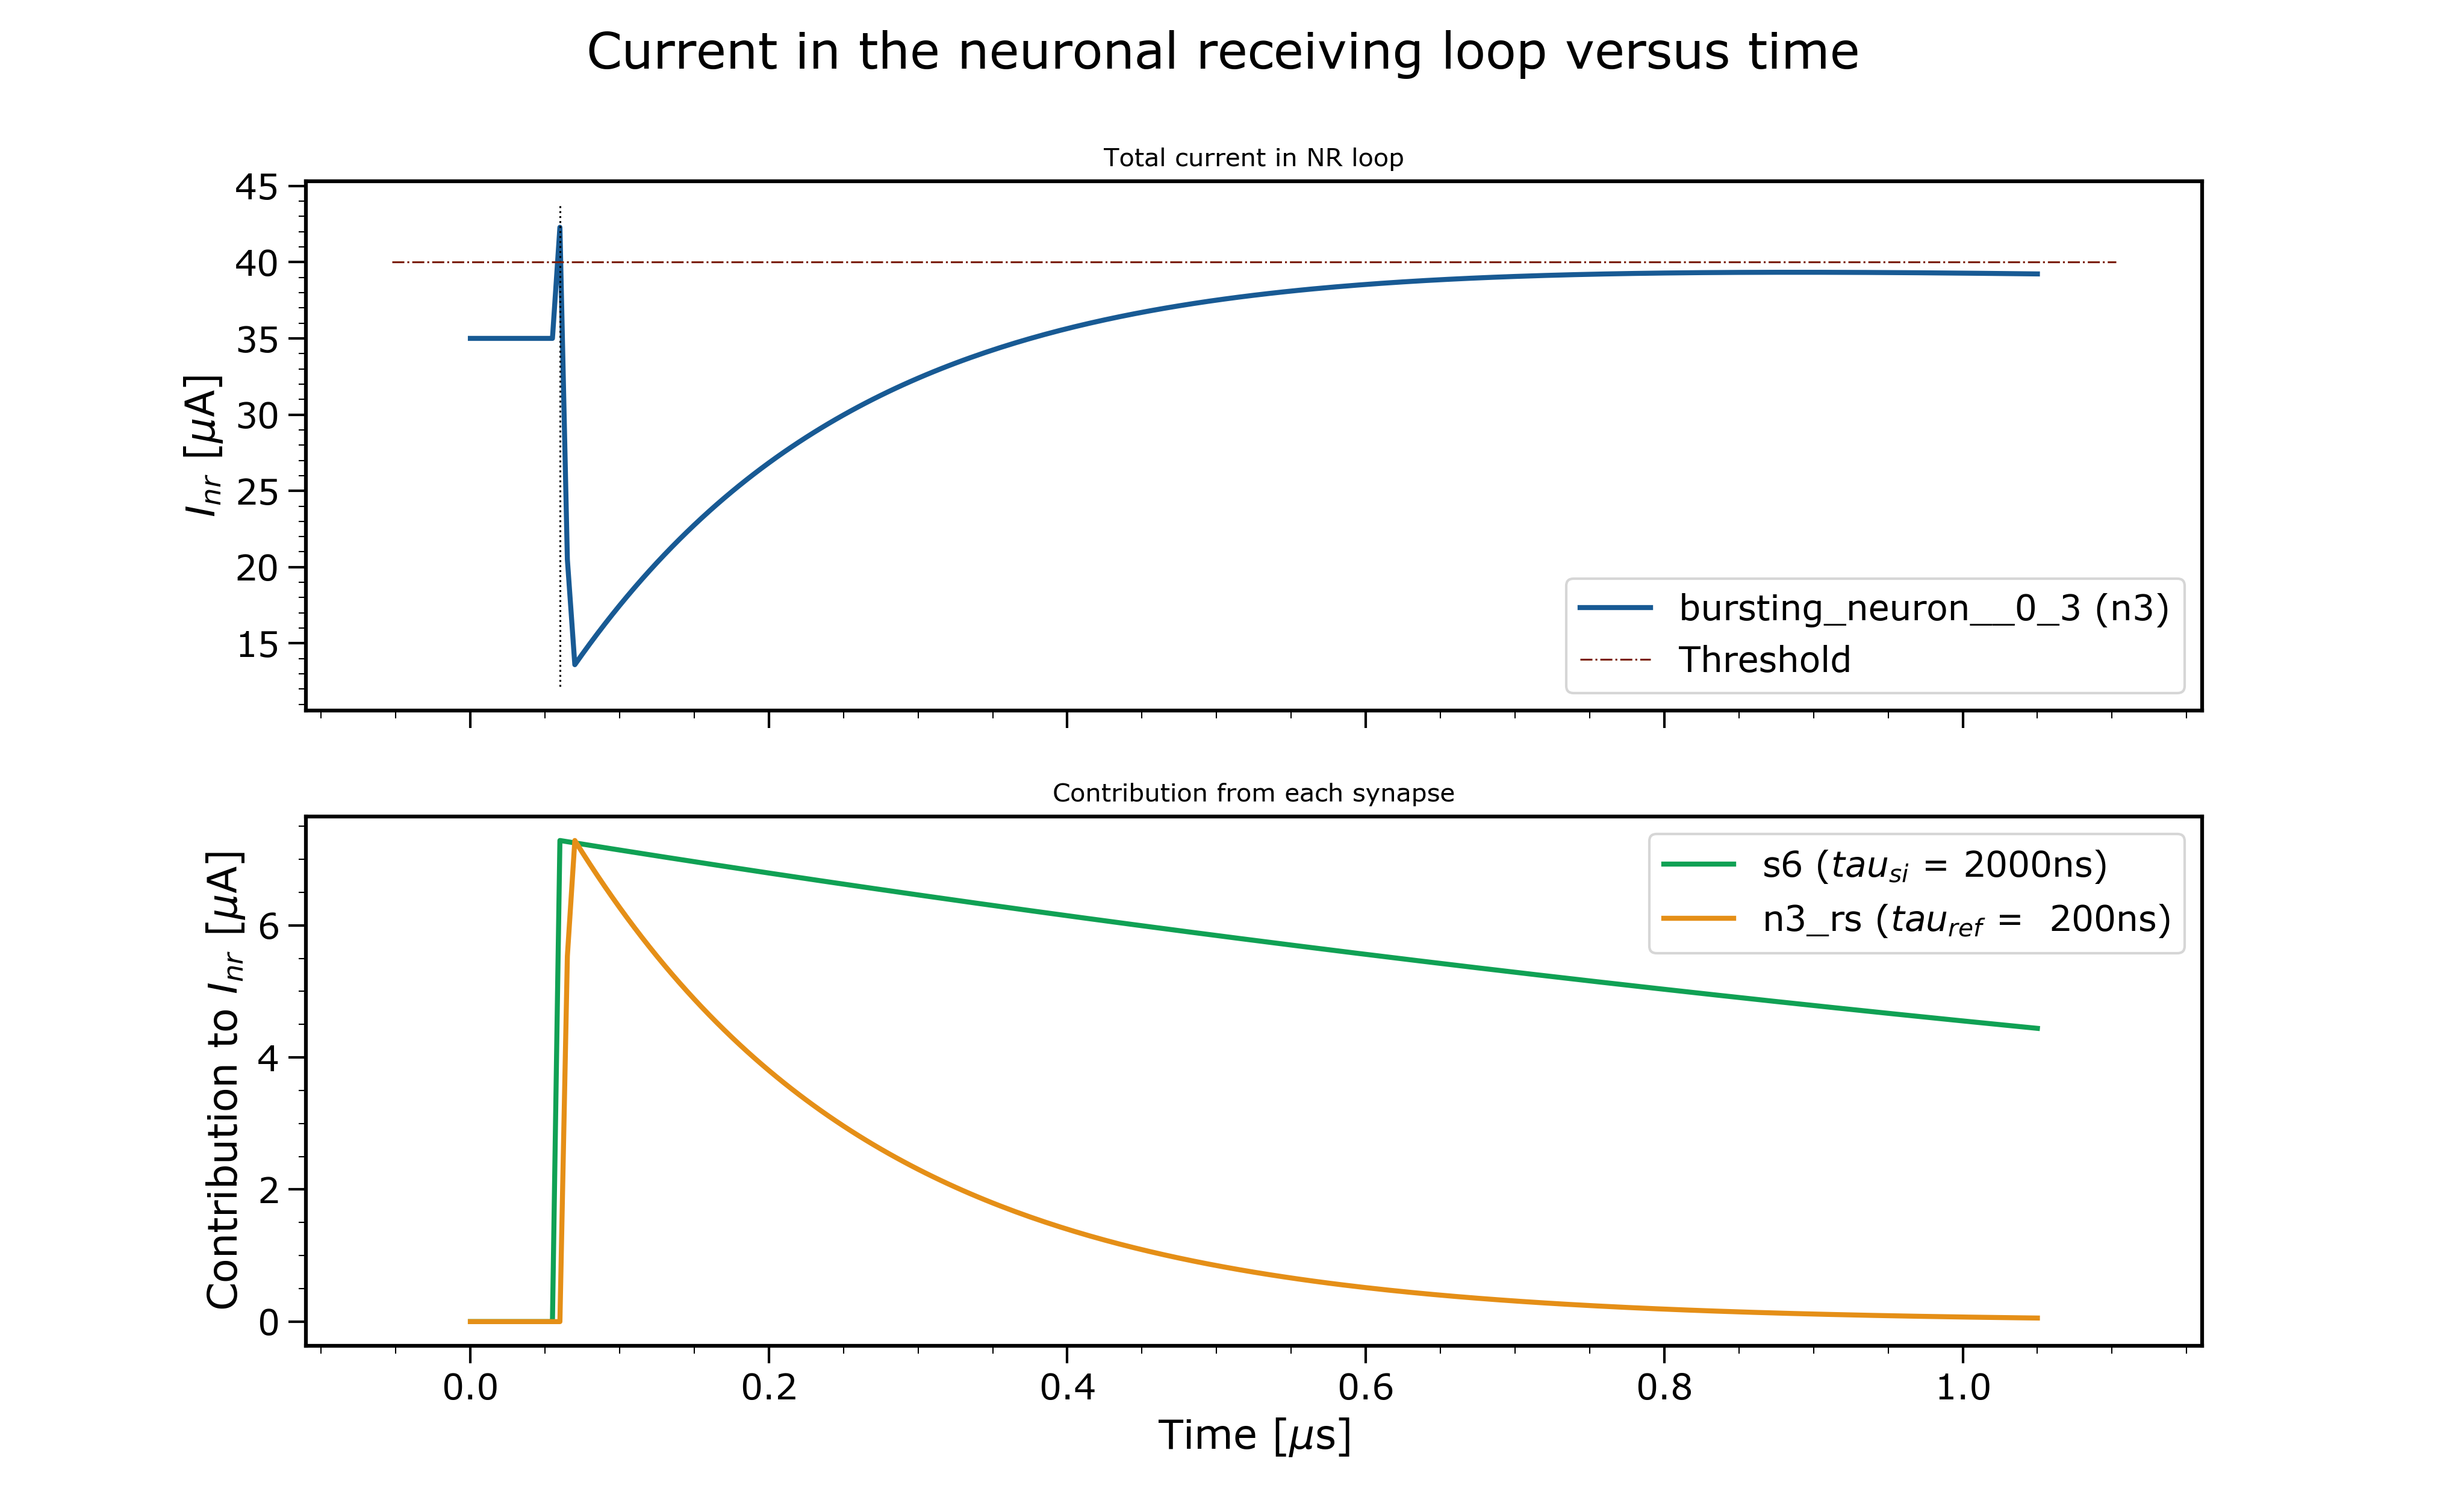 Current in the neuronal receiving loop versus time
Total current in NR loop
45
40
35
30
25
20
15
I_nr [μA]
bursting_neuron__0_3 (n3)
Threshold
Contribution from each synapse
6
4
2
0
Contribution to I_nr [μA]
s6 (tau_si = 2000ns)
n3_rs (tau_ref = 200ns)
0.0 0.2 0.4 0.6 0.8 1.0
Time [μs]